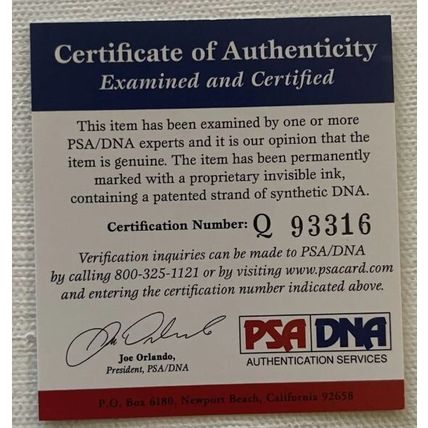 Certificate of Authenticity
Examined and Certified
This item has been examined by one or more
PSA/DNA experts and it is our opinion that the
item is genuine. The item has been permanently
marked with a proprietary invisible ink,
containing a patented strand of synthetic DNA.
Certification Number: Q 93316
Verification inquiries can be made to PSA/DNA
by calling 800-325-1121 or by visiting www.psacard.com
and entering the certification number indicated above.
Joe Orlando,
President, PSA/DNA
PSA DNA
AUTHENTICATION SERVICES
P.O. Box 6180, Newport Beach, California 92658